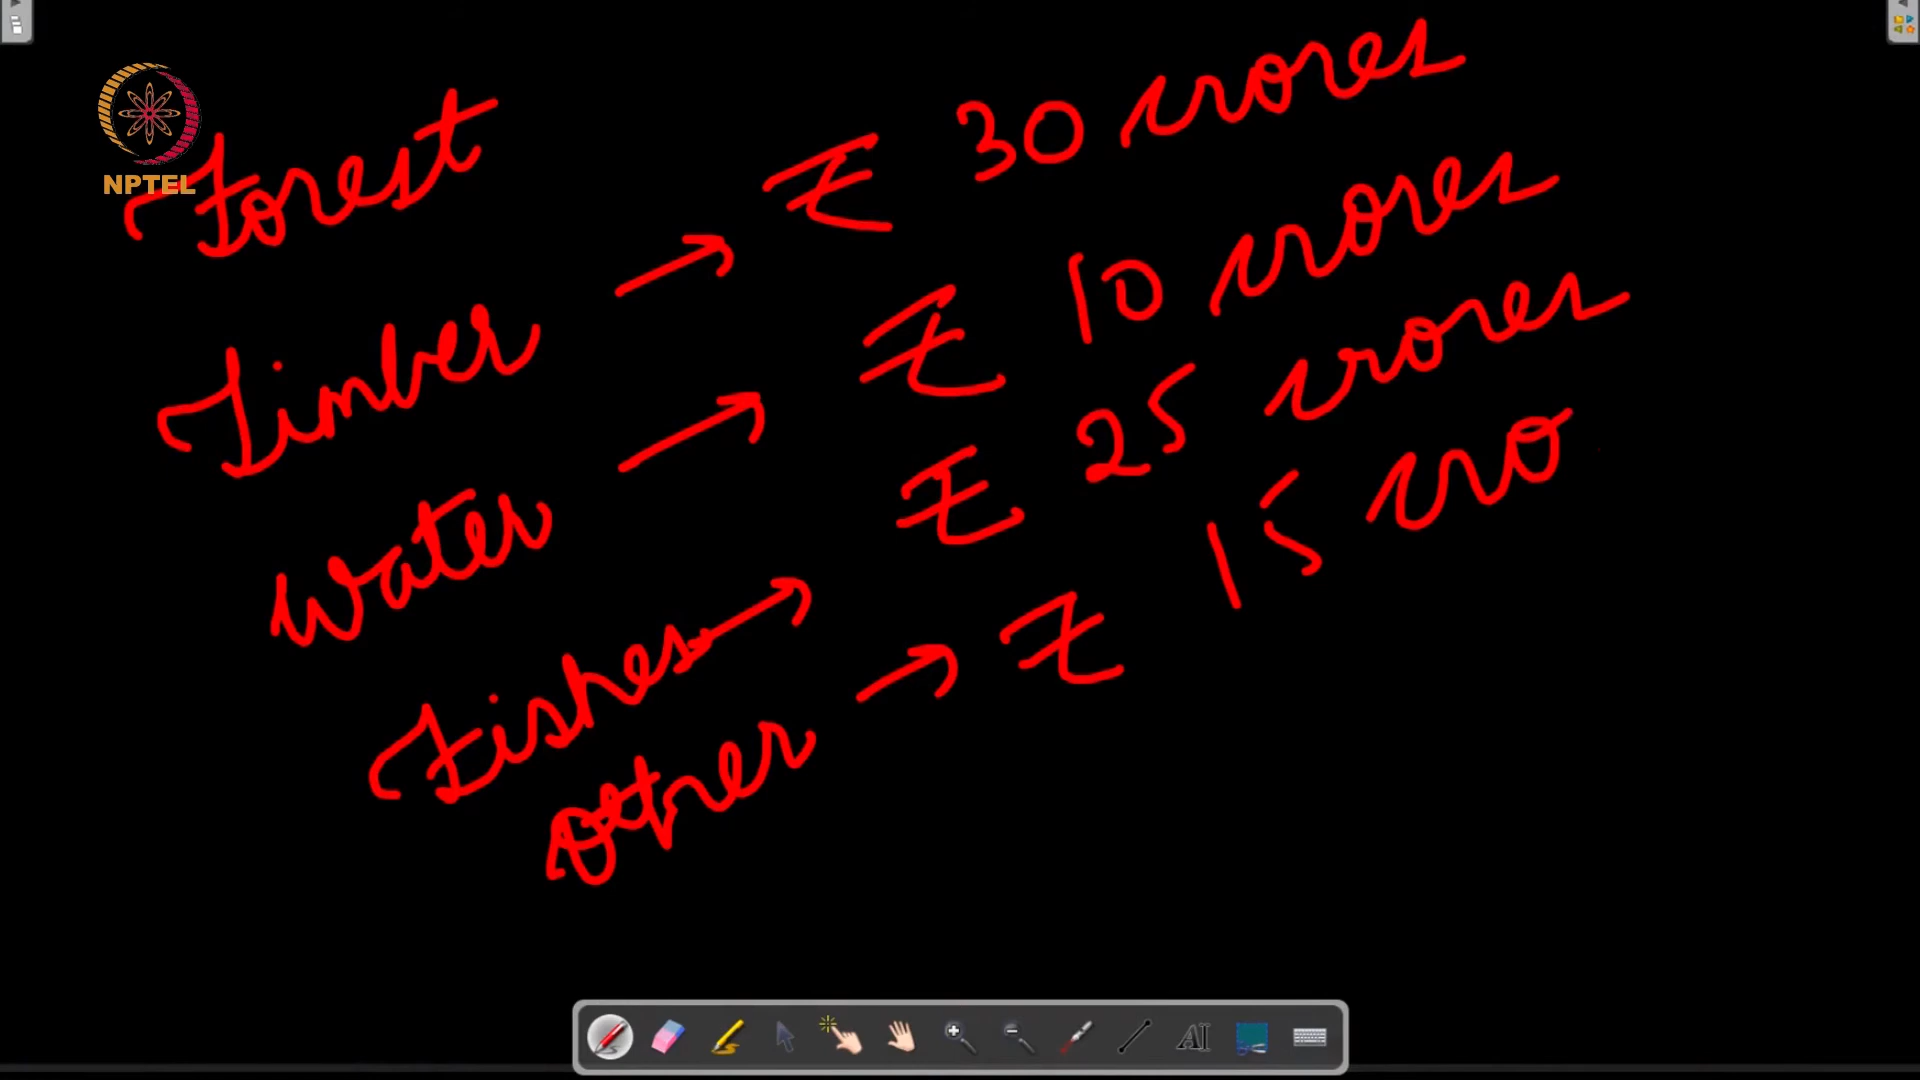 NPTEL
Forest
Timber → ₹ 30 crores
Water → ₹ 10 crores
Fishes → ₹ 25 crores
Other → ₹ 15 cro